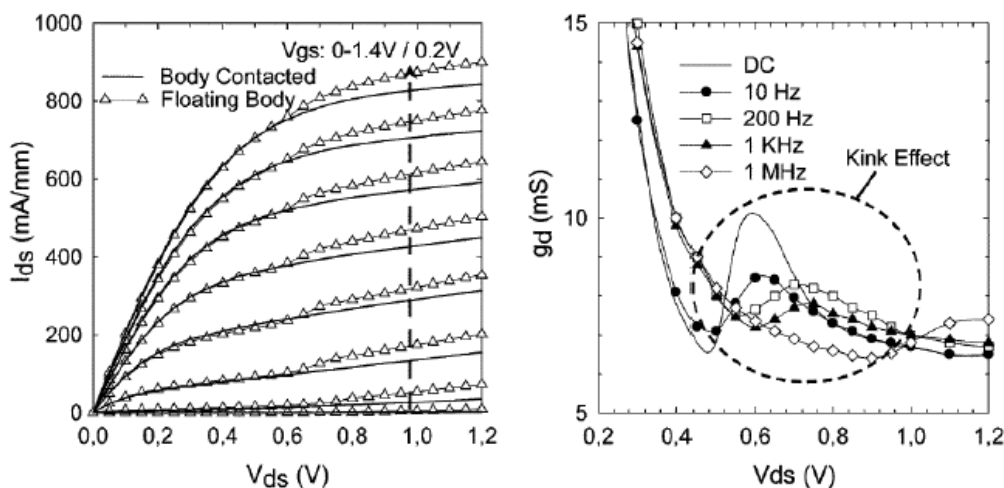 1000
800
600
400
200
0
Ids (mA/mm)
Vgs: 0-1.4V / 0.2V
Body Contacted
Floating Body
0,0 0,2 0,4 0,6 0,8 1,0 1,2
Vds (V)
15
10
5
gd (mS)
DC
10 Hz
200 Hz
1 KHz
1 MHz
Kink Effect
0,2 0,4 0,6 0,8 1,0 1,2
Vds (V)